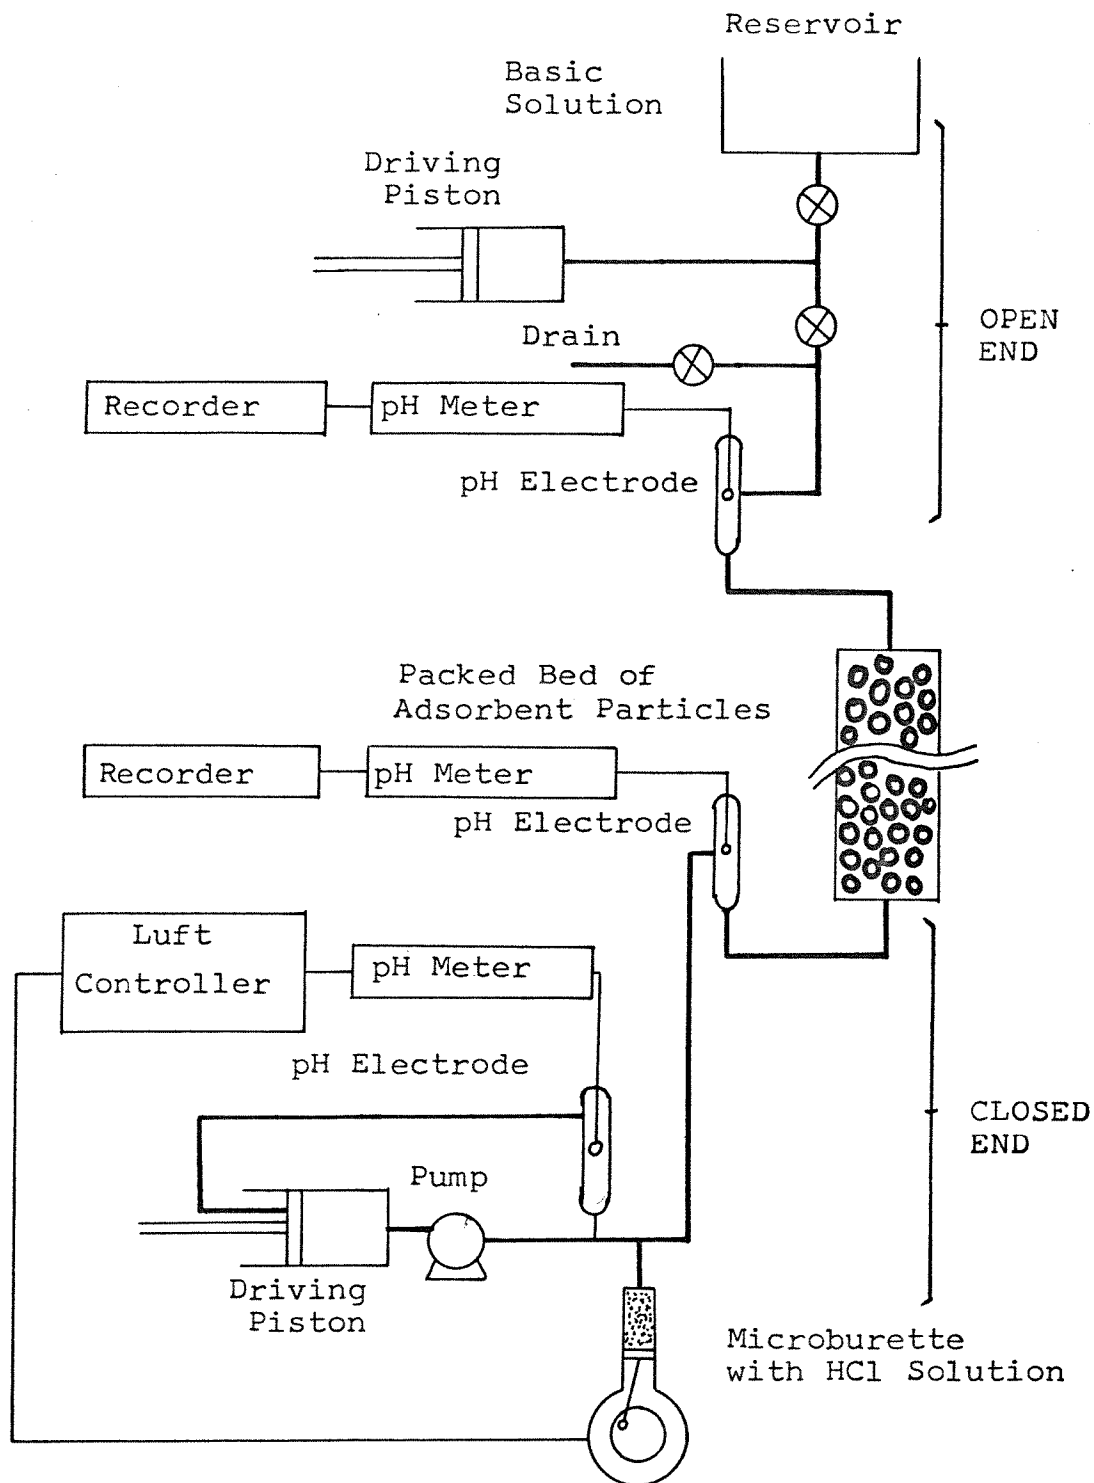 Reservoir
Basic
Solution
Driving
Piston
OPEN
END
Drain
Recorder
pH Meter
pH Electrode
Packed Bed of
Adsorbent Particles
Recorder
pH Meter
pH Electrode
Luft
Controller
pH Meter
pH Electrode
CLOSED
END
Pump
Driving
Piston
Microburette
with HCl Solution